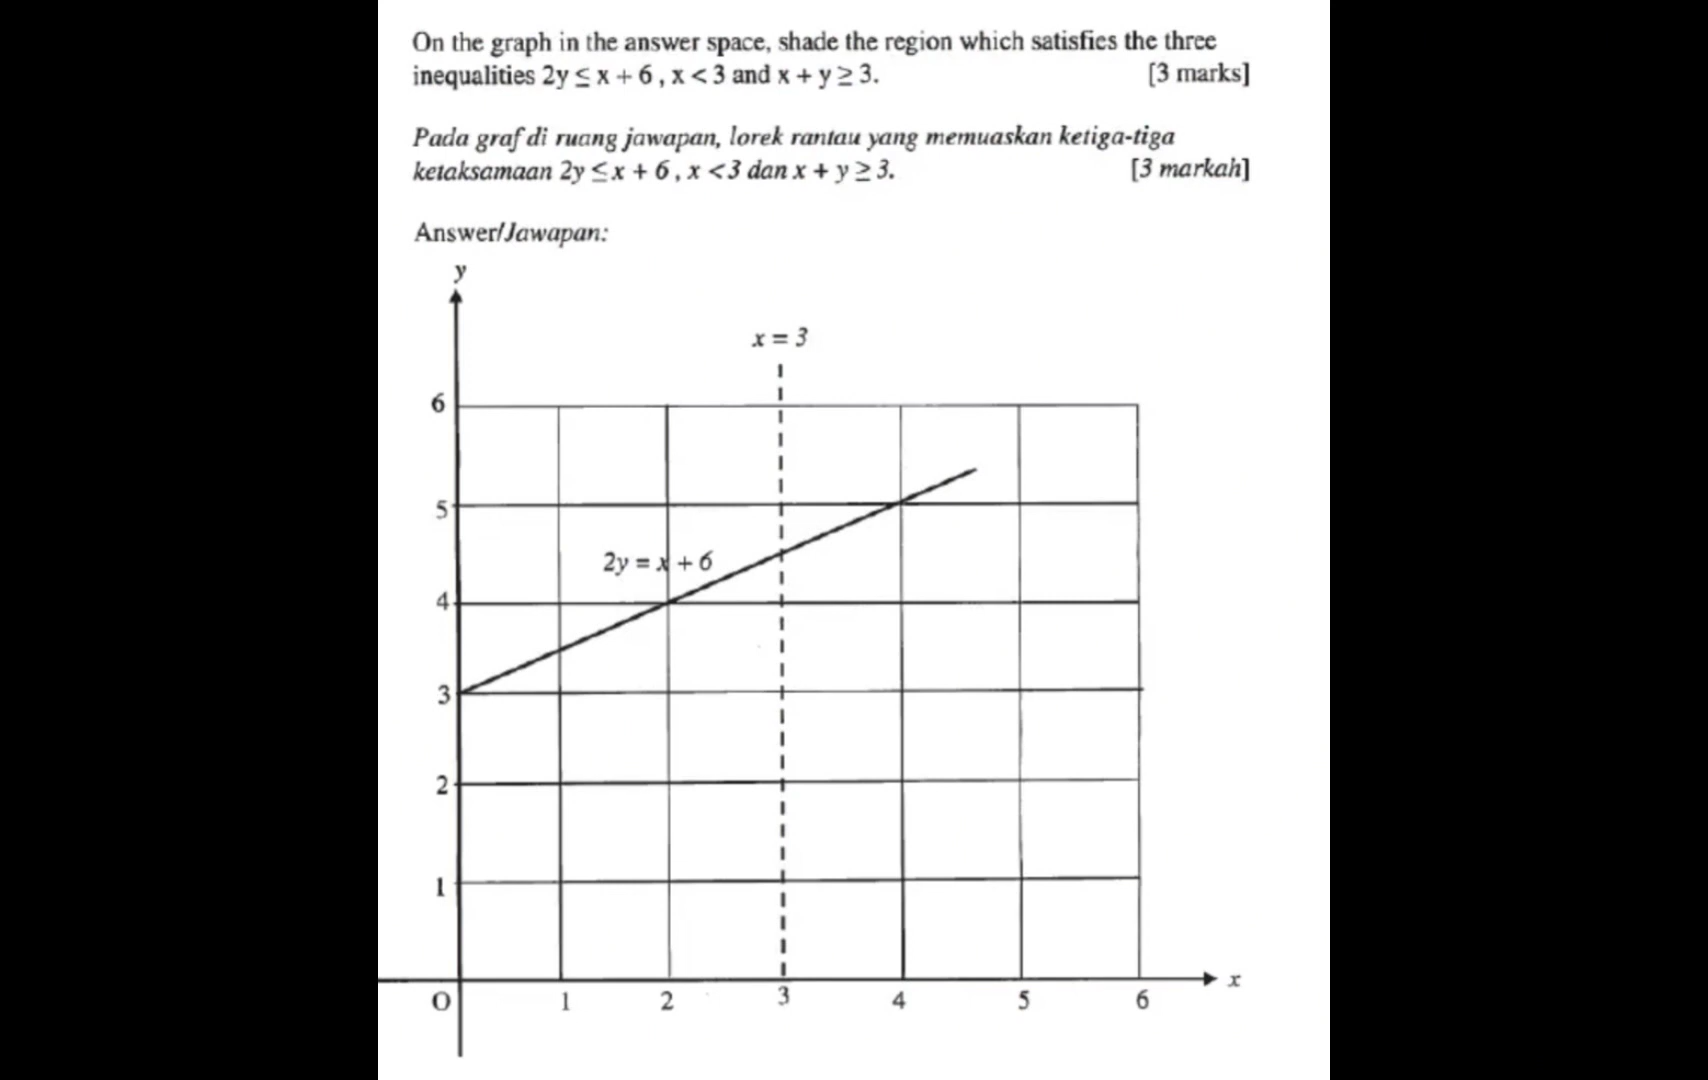 On the graph in the answer space, shade the region which satisfies the three
inequalities 2y ≤ x + 6 , x < 3 and x + y ≥ 3. [3 marks]
Pada graf di ruang jawapan, lorek rantau yang memuaskan ketiga-tiga
ketaksamaan 2y ≤ x + 6 , x < 3 dan x + y ≥ 3. [3 markah]
Answer/Jawapan:
y
x = 3
6
5
2y = x + 6
4
3
2
1
x
O 1 2 3 4 5 6